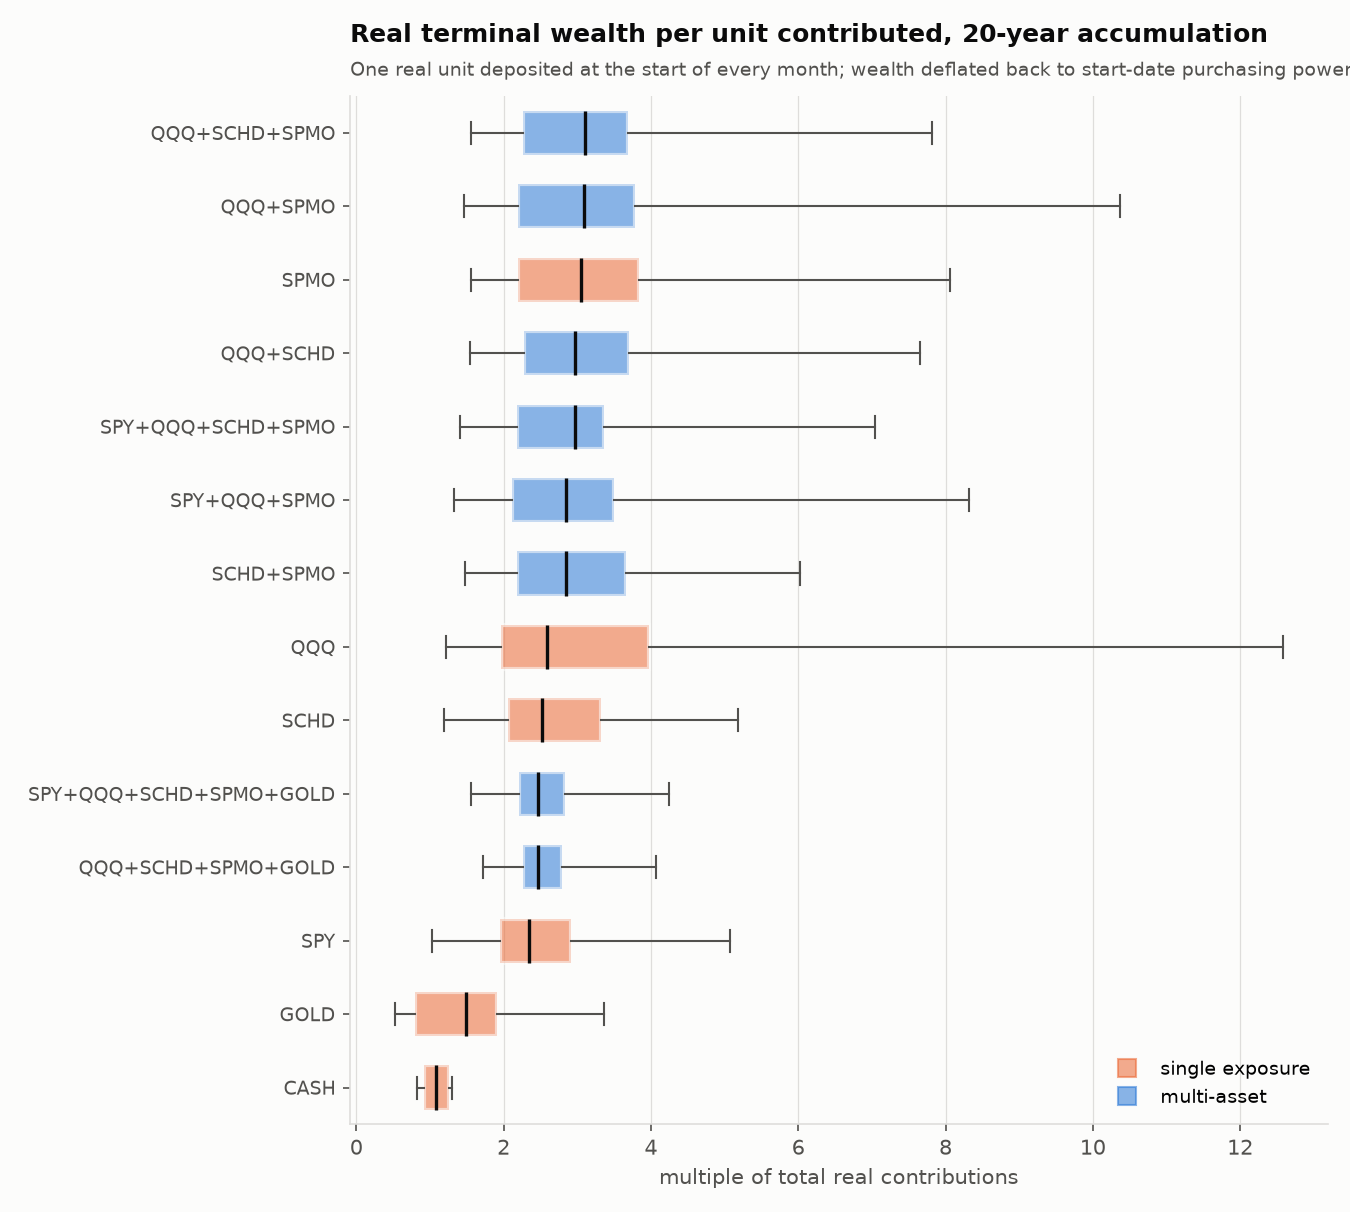 Real terminal wealth per unit contributed, 20-year accumulation
One real unit deposited at the start of every month; wealth deflated back to start-date purchasing power
QQQ+SCHD+SPMO
QQQ+SPMO
SPMO
QQQ+SCHD
SPY+QQQ+SCHD+SPMO
SPY+QQQ+SPMO
SCHD+SPMO
QQQ
SCHD
SPY+QQQ+SCHD+SPMO+GOLD
QQQ+SCHD+SPMO+GOLD
SPY
GOLD
CASH
single exposure
multi-asset
0 2 4 6 8 10 12
multiple of total real contributions